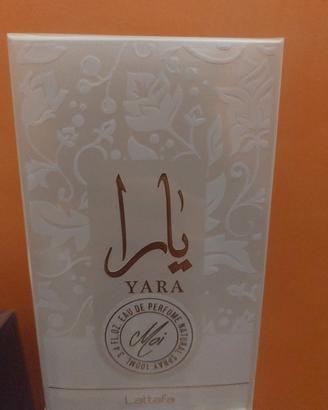 يارا
YARA
EAU DE PERFUME NATURAL SPRAY 100ML 3.4 FL.OZ.
Moi
Lattafa